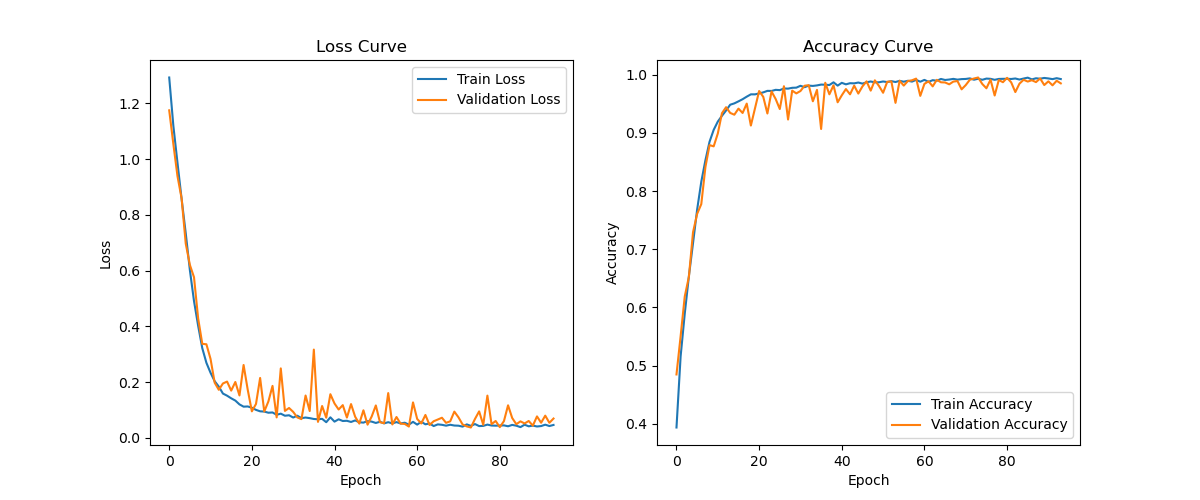 Loss Curve
Train Loss
Validation Loss
1.2
1.0
0.8
0.6
0.4
0.2
0.0
Loss
0
20
40
60
80
Epoch
Accuracy Curve
1.0
0.9
0.8
0.7
0.6
0.5
0.4
Accuracy
Train Accuracy
Validation Accuracy
0
20
40
60
80
Epoch